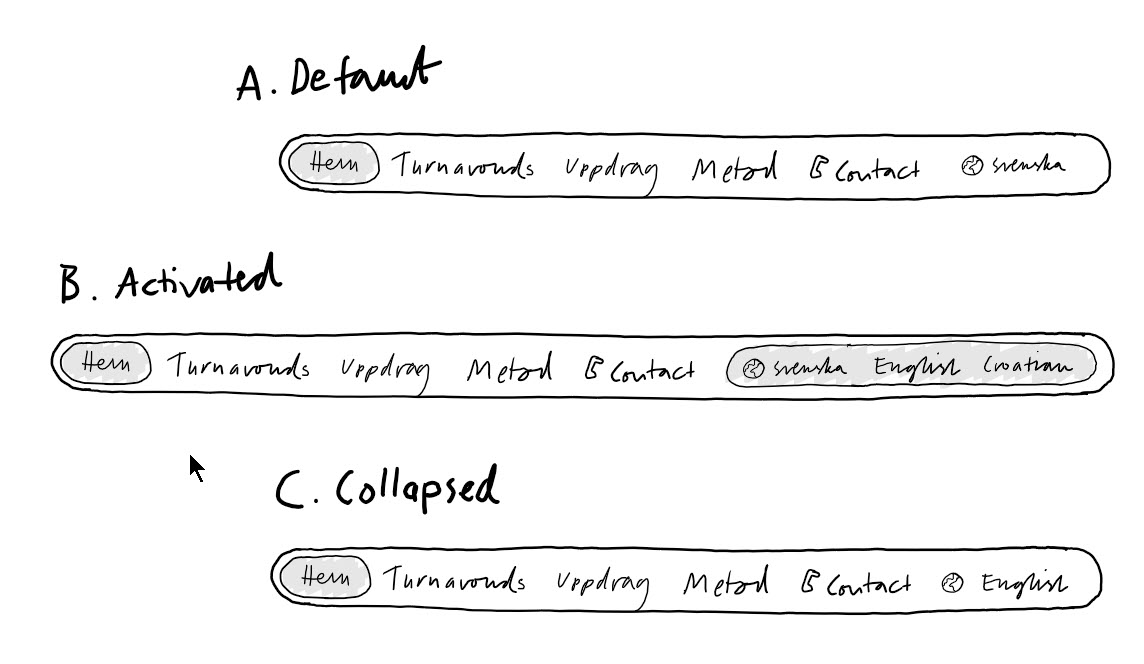 A. Default
Hem Turnarounds Uppdrag Metod Contact Svenska
B. Activated
Hem Turnarounds Uppdrag Metod Contact Svenska English Croatian
C. Collapsed
Hem Turnarounds Uppdrag Metod Contact English